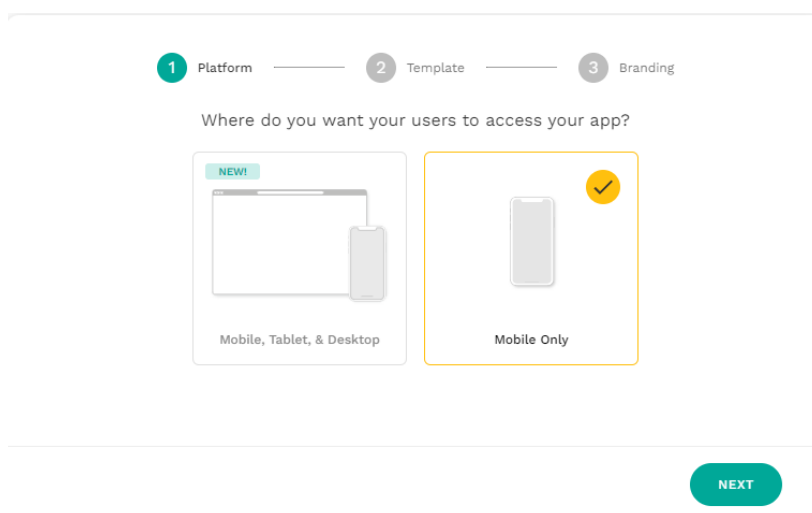 1 Platform 2 Template 3 Branding
Where do you want your users to access your app?
NEW!
Mobile, Tablet, & Desktop
Mobile Only
NEXT